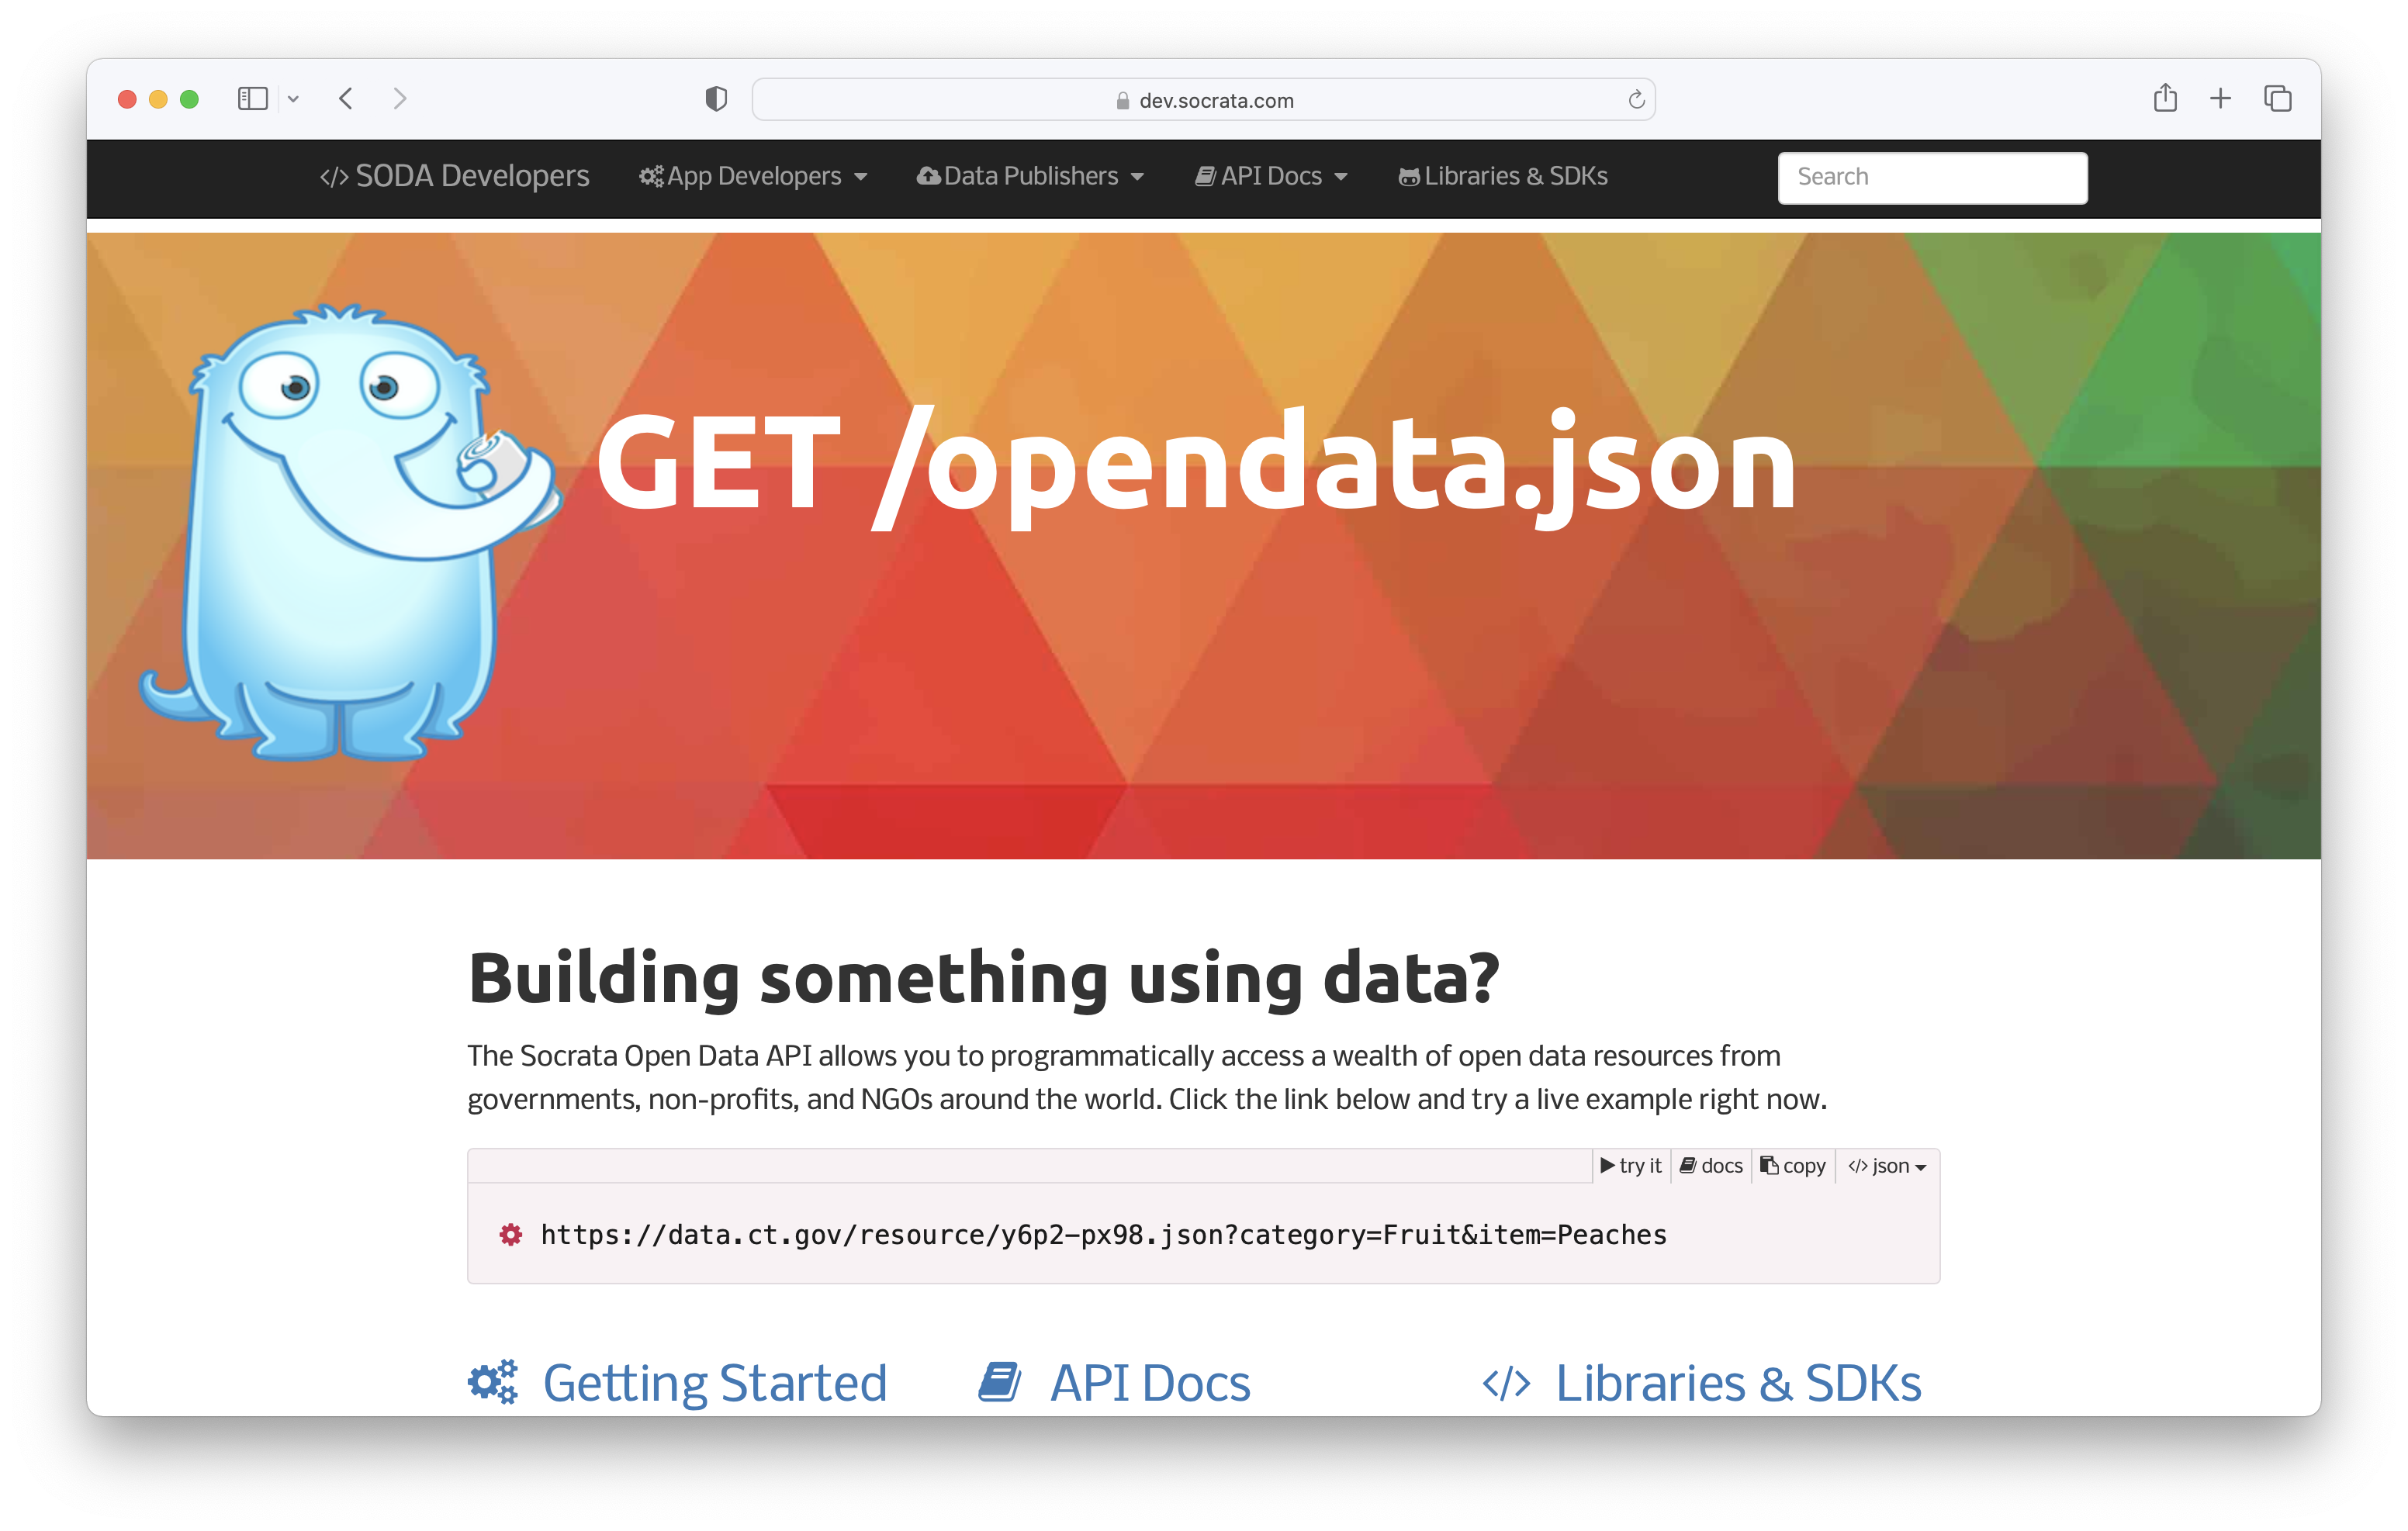 dev.socrata.com
</> SODA Developers App Developers Data Publishers API Docs Libraries & SDKs Search
GET /opendata.json
Building something using data?
The Socrata Open Data API allows you to programmatically access a wealth of open data resources from
governments, non-profits, and NGOs around the world. Click the link below and try a live example right now.
try it docs copy </> json
https://data.ct.gov/resource/y6p2-px98.json?category=Fruit&item=Peaches
Getting Started API Docs </> Libraries & SDKs